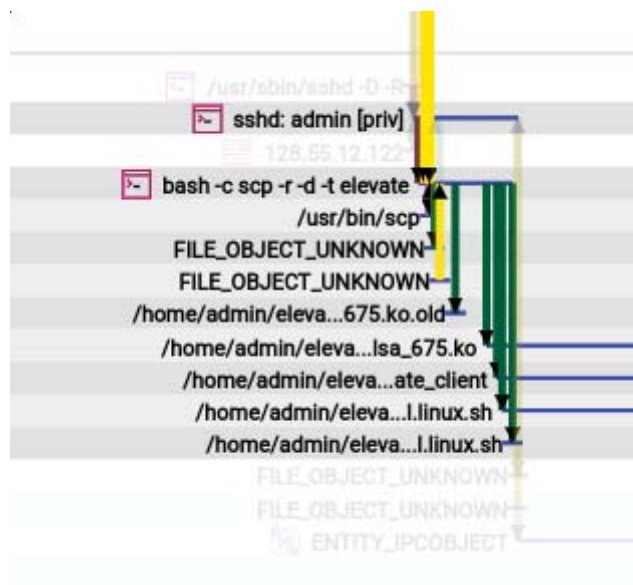 /usr/sbin/sshd -D -R
sshd: admin [priv]
128.55.12.122
bash -c scp -r -d -t elevate
/usr/bin/scp
FILE_OBJECT_UNKNOWN
FILE_OBJECT_UNKNOWN
/home/admin/eleva...675.ko.old
/home/admin/eleva...lsa_675.ko
/home/admin/eleva...ate_client
/home/admin/eleva...l.linux.sh
/home/admin/eleva...l.linux.sh
FILE_OBJECT_UNKNOWN
FILE_OBJECT_UNKNOWN
ENTITY_IPCOBJECT